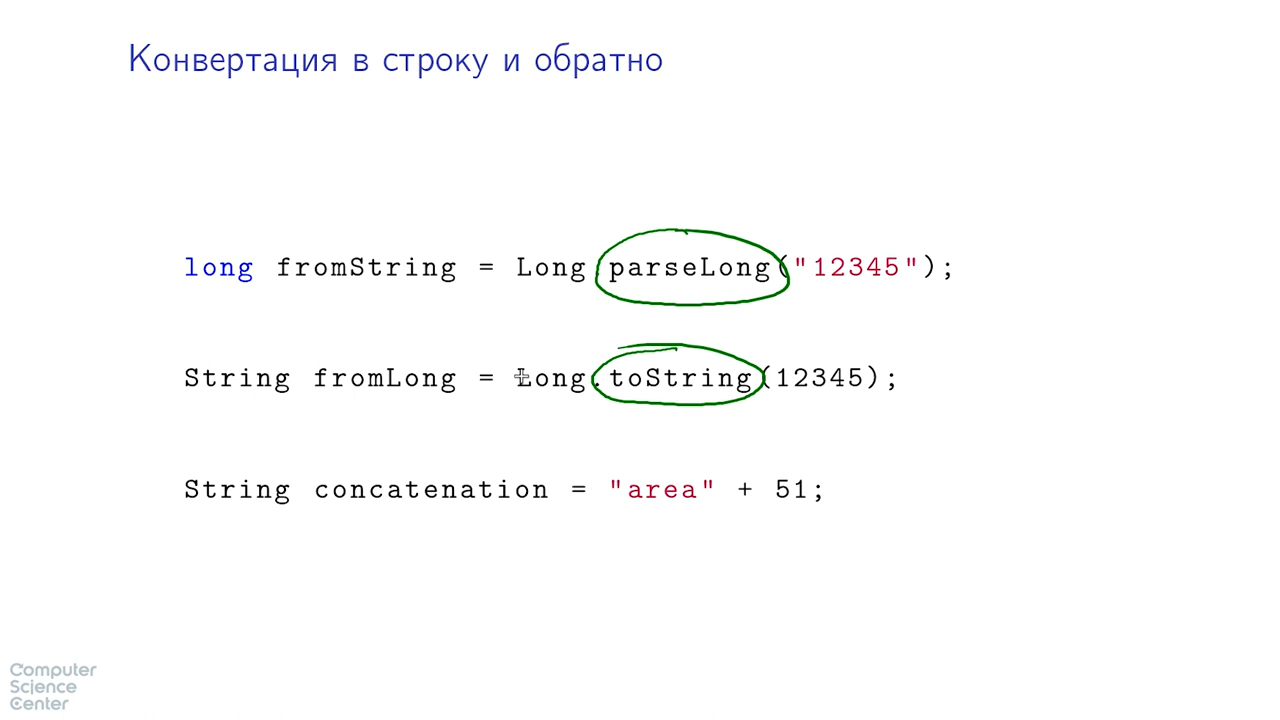 Конвертация в строку и обратно
long fromString = Long.parseLong("12345");
String fromLong = Long.toString(12345);
String concatenation = "area" + 51;
Computer
Science
Center